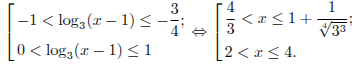 [ -1 < log₃(x − 1) ≤ −3/4; ⇔ [ 4/3 < x ≤ 1 + 1/∜3³;
0 < log₃(x − 1) ≤ 1 2 < x ≤ 4.